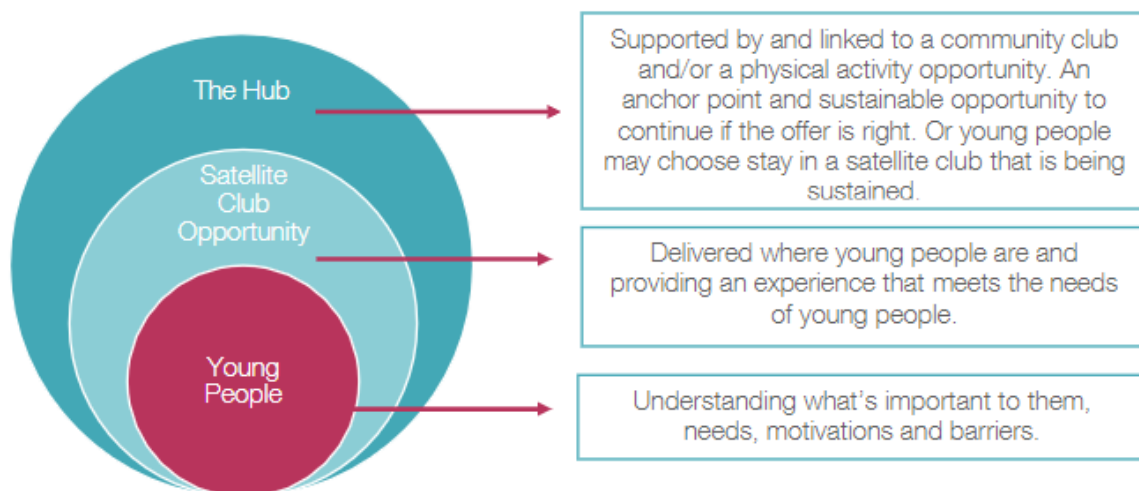 The Hub
Supported by and linked to a community club
and/or a physical activity opportunity. An
anchor point and sustainable opportunity to
continue if the offer is right. Or young people
may choose stay in a satellite club that is being
sustained.
Satellite
Club
Opportunity
Delivered where young people are and
providing an experience that meets the needs
of young people.
Young
People
Understanding what's important to them,
needs, motivations and barriers.